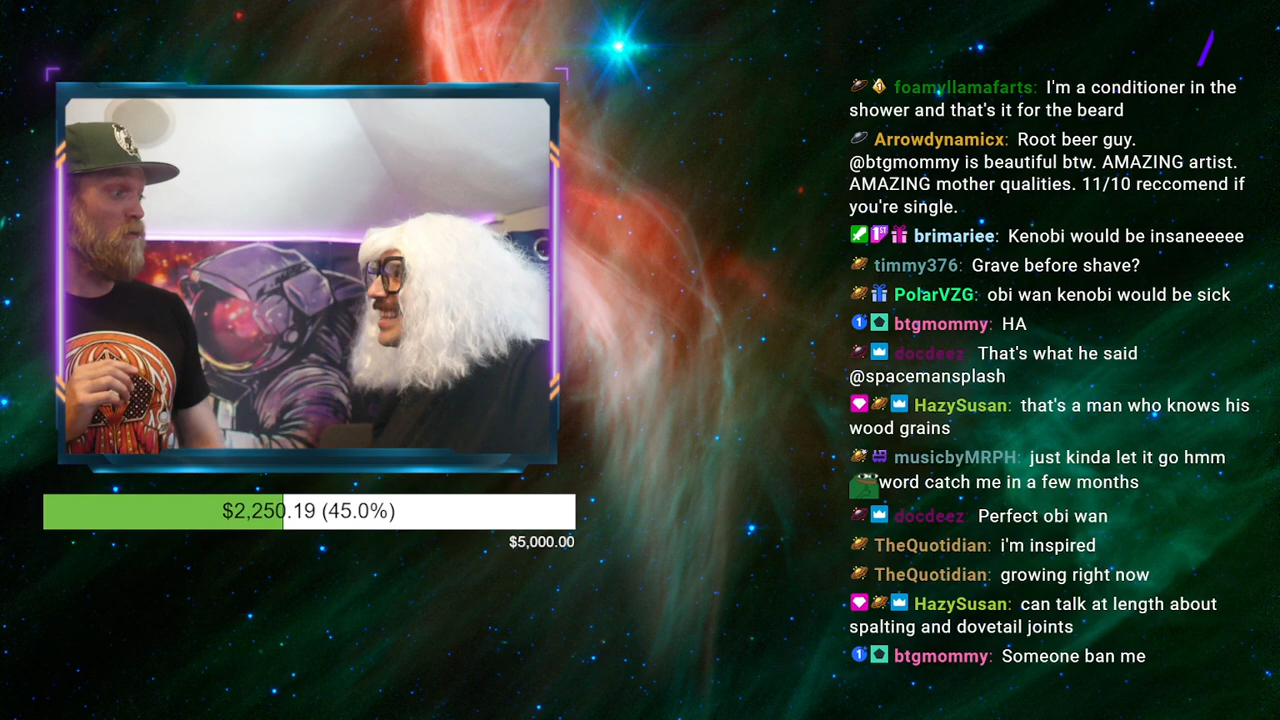 foamyllamafarts: I'm a conditioner in the
shower and that's it for the beard
Arrowdynamicx: Root beer guy.
@btgmommy is beautiful btw. AMAZING artist.
AMAZING mother qualities. 11/10 reccomend if
you're single.
1ST brimariee: Kenobi would be insaneeeee
timmy376: Grave before shave?
PolarVZG: obi wan kenobi would be sick
1 btgmommy: HA
docdeez: That's what he said
@spacemansplash
HazySusan: that's a man who knows his
wood grains
musicbyMRPH: just kinda let it go hmm
word catch me in a few months
docdeez: Perfect obi wan
TheQuotidian: i'm inspired
TheQuotidian: growing right now
HazySusan: can talk at length about
spalting and dovetail joints
1 btgmommy: Someone ban me
$2,250.19 (45.0%)
$5,000.00